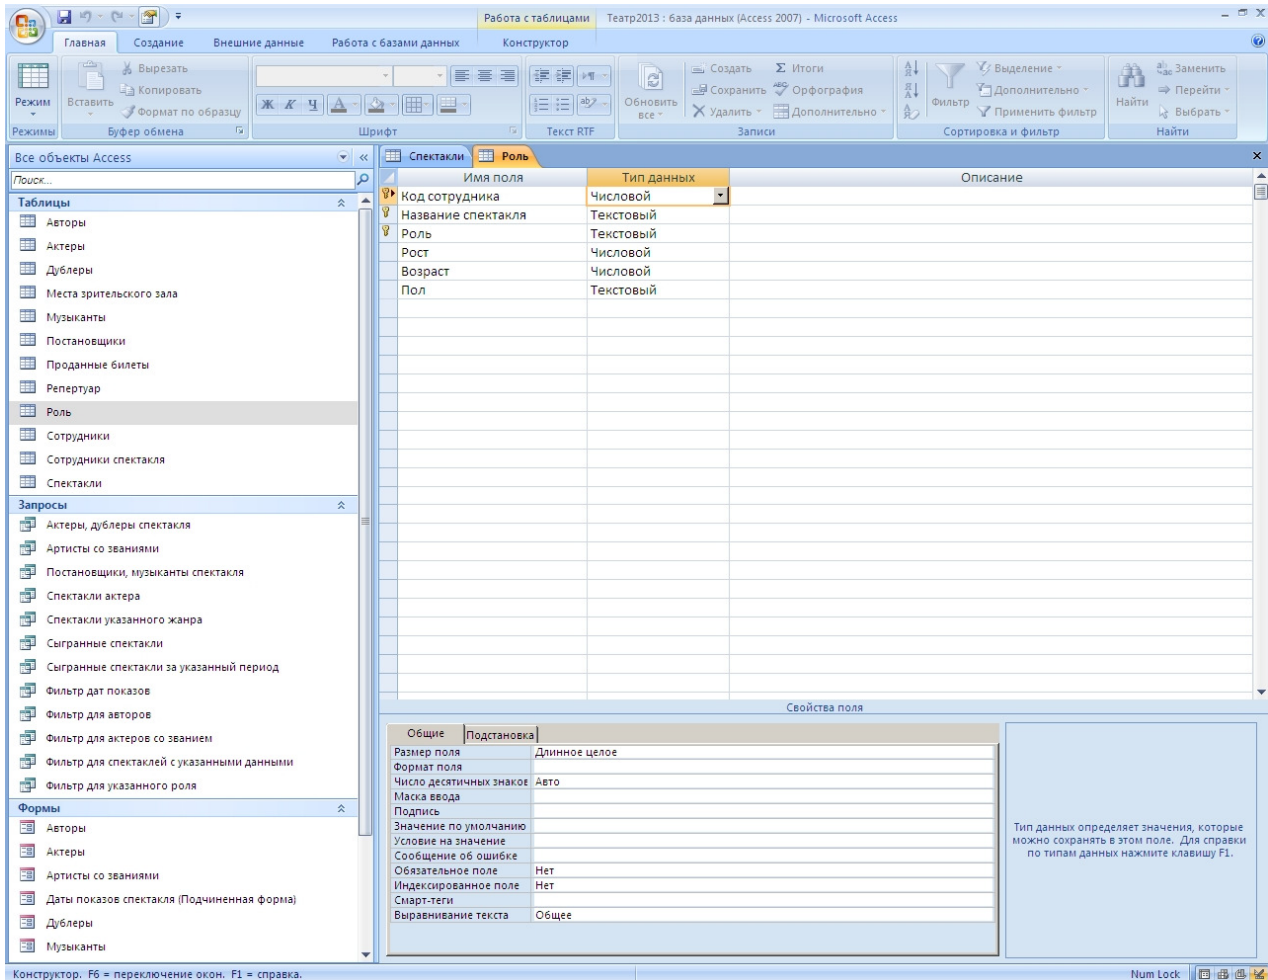 Работа с таблицами Театр2013 : база данных (Access 2007) - Microsoft Access
Главная Создание Внешние данные Работа с базами данных Конструктор
Режим
Режимы
Вставить
Вырезать
Копировать
Формат по образцу
Буфер обмена
Ж К Ч А
Шрифт
Текст RTF
Обновить все
Создать
Сохранить
Удалить
Итоги
Орфография
Дополнительно
Записи
Фильтр
Выделение
Дополнительно
Применить фильтр
Сортировка и фильтр
Найти
Заменить
Перейти
Выбрать
Найти
Все объекты Access
Поиск...
Таблицы
Авторы
Актеры
Дублеры
Места зрительского зала
Музыканты
Постановщики
Проданные билеты
Репертуар
Роль
Сотрудники
Сотрудники спектакля
Спектакли
Запросы
Актеры, дублеры спектакля
Артисты со званиями
Постановщики, музыканты спектакля
Спектакли актера
Спектакли указанного жанра
Сыгранные спектакли
Сыгранные спектакли за указанный период
Фильтр дат показов
Фильтр для авторов
Фильтр для актеров со званием
Фильтр для спектаклей с указанными данными
Фильтр для указанного роля
Формы
Авторы
Актеры
Артисты со званиями
Даты показов спектакля (Подчиненная форма)
Дублеры
Музыканты
Спектакли Роль
Имя поля Тип данных Описание
Код сотрудника Числовой
Название спектакля Текстовый
Роль Текстовый
Рост Числовой
Возраст Числовой
Пол Текстовый
Свойства поля
Общие Подстановка
Размер поля Длинное целое
Формат поля
Число десятичных знаков Авто
Маска ввода
Подпись
Значение по умолчанию
Условие на значение
Сообщение об ошибке
Обязательное поле Нет
Индексированное поле Нет
Смарт-теги
Выравнивание текста Общее
Тип данных определяет значения, которые
можно сохранять в этом поле. Для справки
по типам данных нажмите клавишу F1.
Конструктор. F6 = переключение окон. F1 = справка. Num Lock